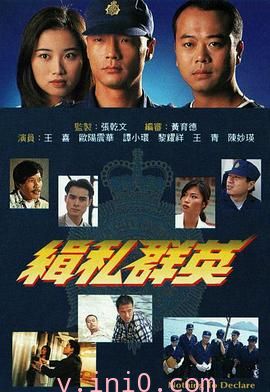 監製：張乾文　編審：黃育德
演員：王　喜　歐陽震華　譚小環　黎耀祥　王　青　陳妙瑛
緝私群英
Nothing to Declare
v.ini0.com